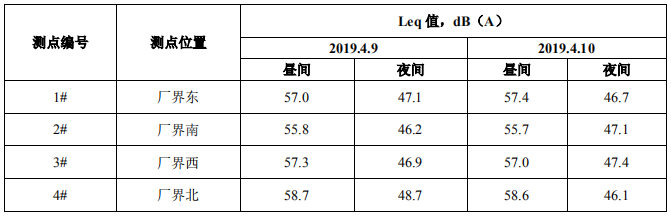 测点编号 测点位置 Leq 值，dB（A）
2019.4.9 2019.4.10
昼间 夜间 昼间 夜间
1# 厂界东 57.0 47.1 57.4 46.7
2# 厂界南 55.8 46.2 55.7 47.1
3# 厂界西 57.3 46.9 57.0 47.4
4# 厂界北 58.7 48.7 58.6 46.1